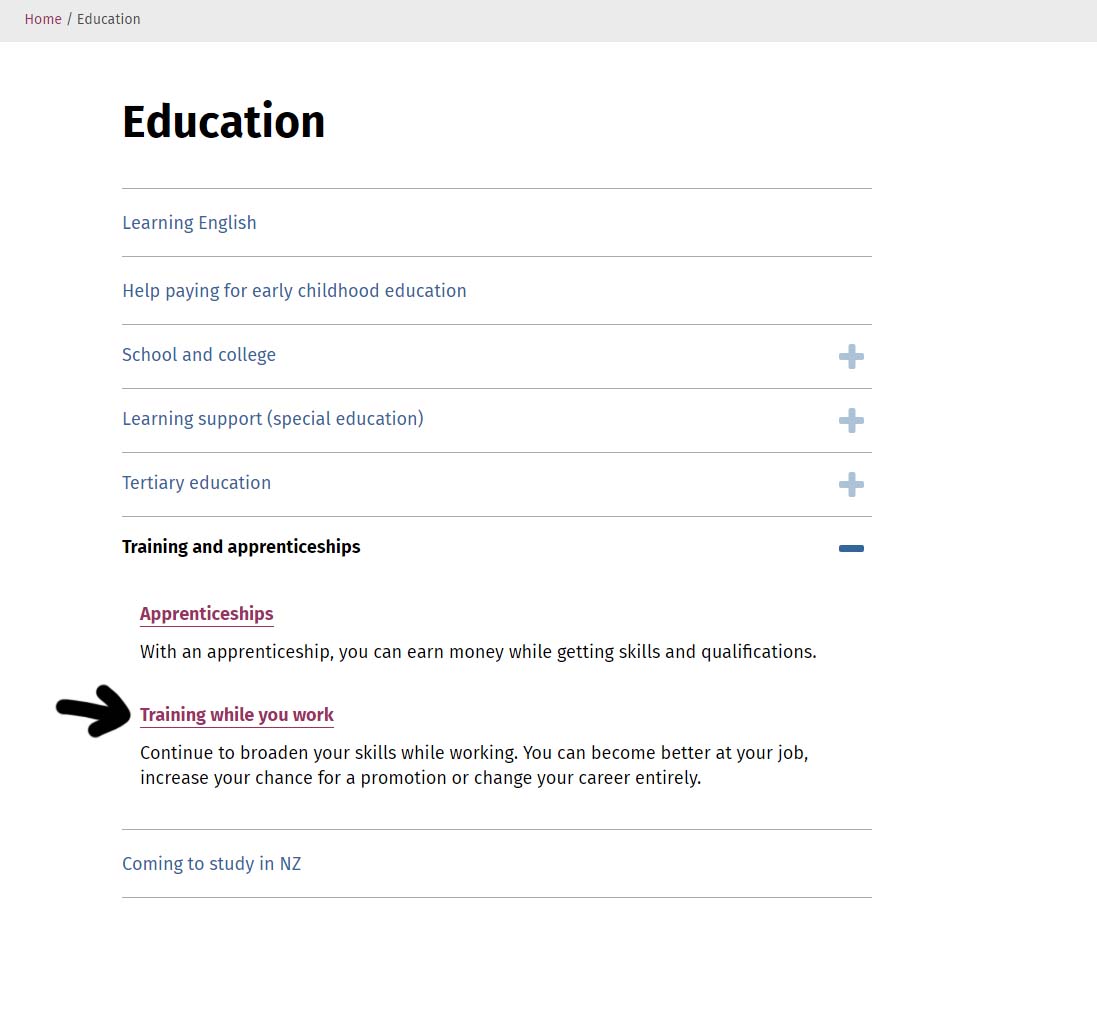 Home / Education
Education
Learning English
Help paying for early childhood education
School and college
Learning support (special education)
Tertiary education
Training and apprenticeships
Apprenticeships
With an apprenticeship, you can earn money while getting skills and qualifications.
Training while you work
Continue to broaden your skills while working. You can become better at your job,
increase your chance for a promotion or change your career entirely.
Coming to study in NZ